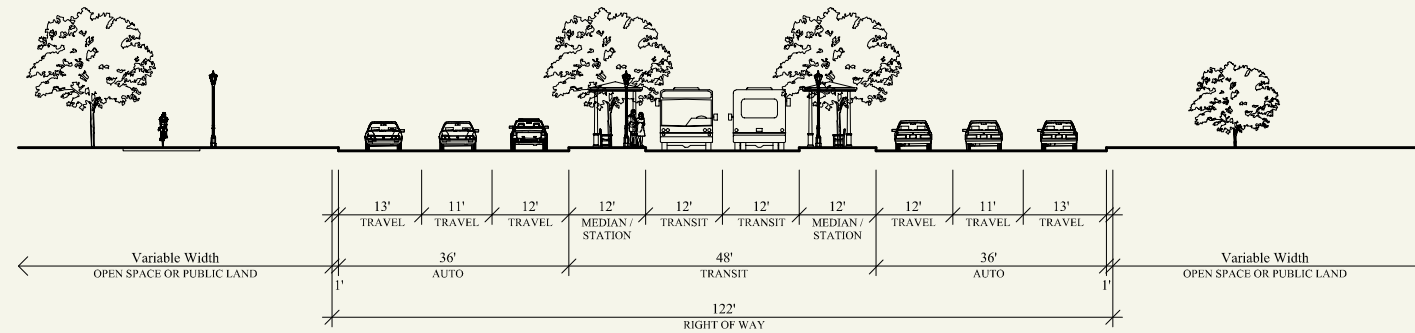 13' 11' 12' 12' 12' 12' 12' 12' 11' 13'
TRAVEL TRAVEL TRAVEL MEDIAN / TRANSIT TRANSIT MEDIAN / TRAVEL TRAVEL TRAVEL
STATION STATION
Variable Width 36' 48' 36' Variable Width
OPEN SPACE OR PUBLIC LAND AUTO TRANSIT AUTO OPEN SPACE OR PUBLIC LAND
1' 1'
122'
RIGHT OF WAY